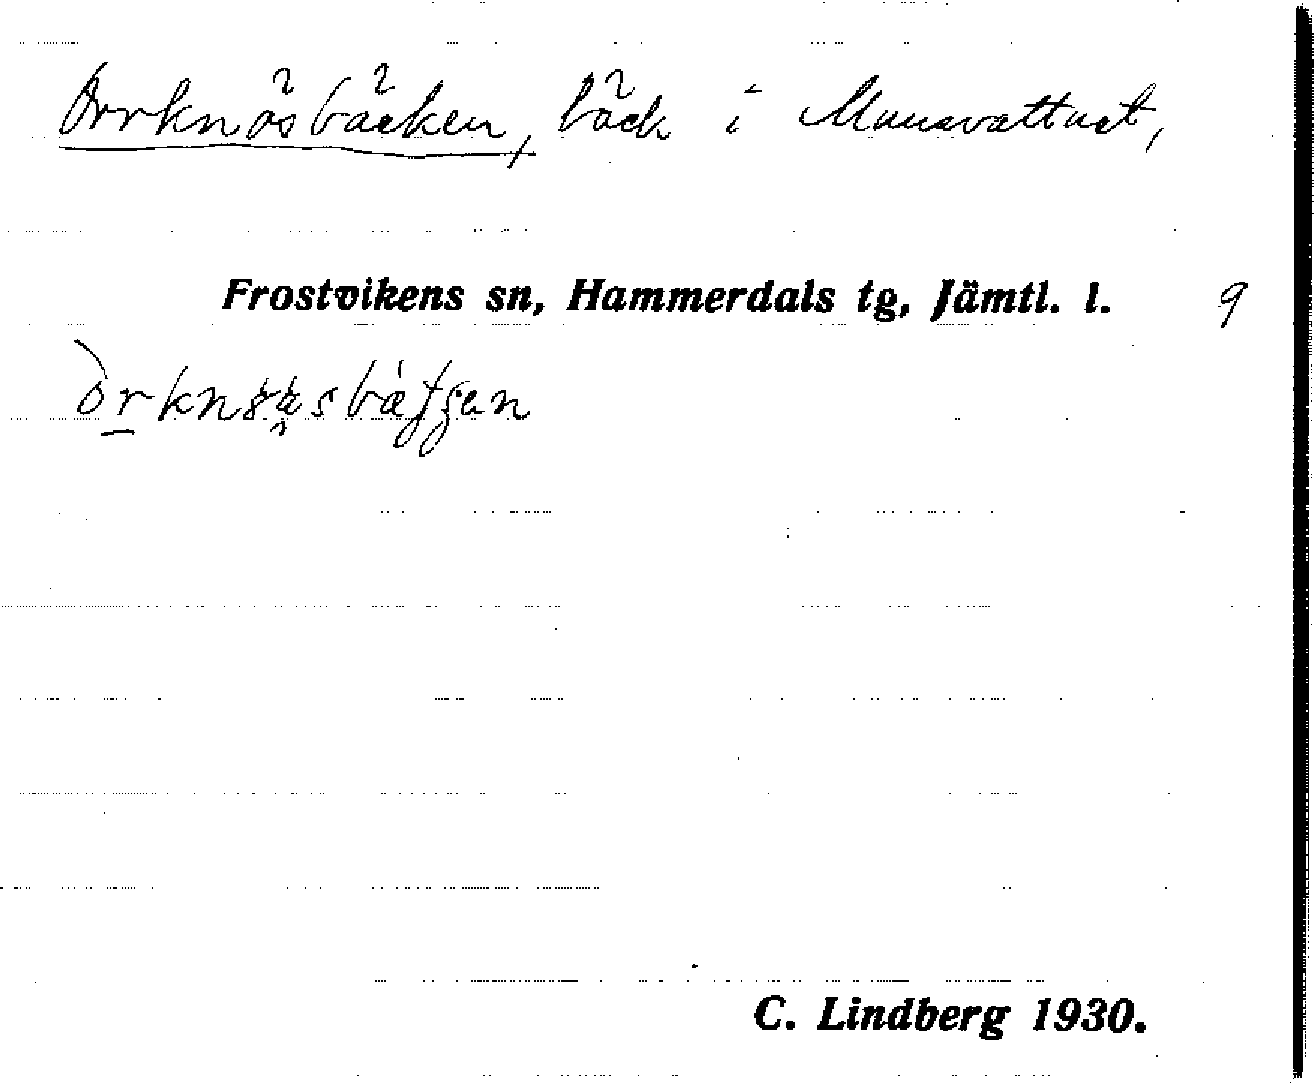 Orrknösbäcken, bäck i Munsvattnet,
Frostvikens sn, Hammerdals tg, Jämtl. l. 9
C. Lindberg 1930.